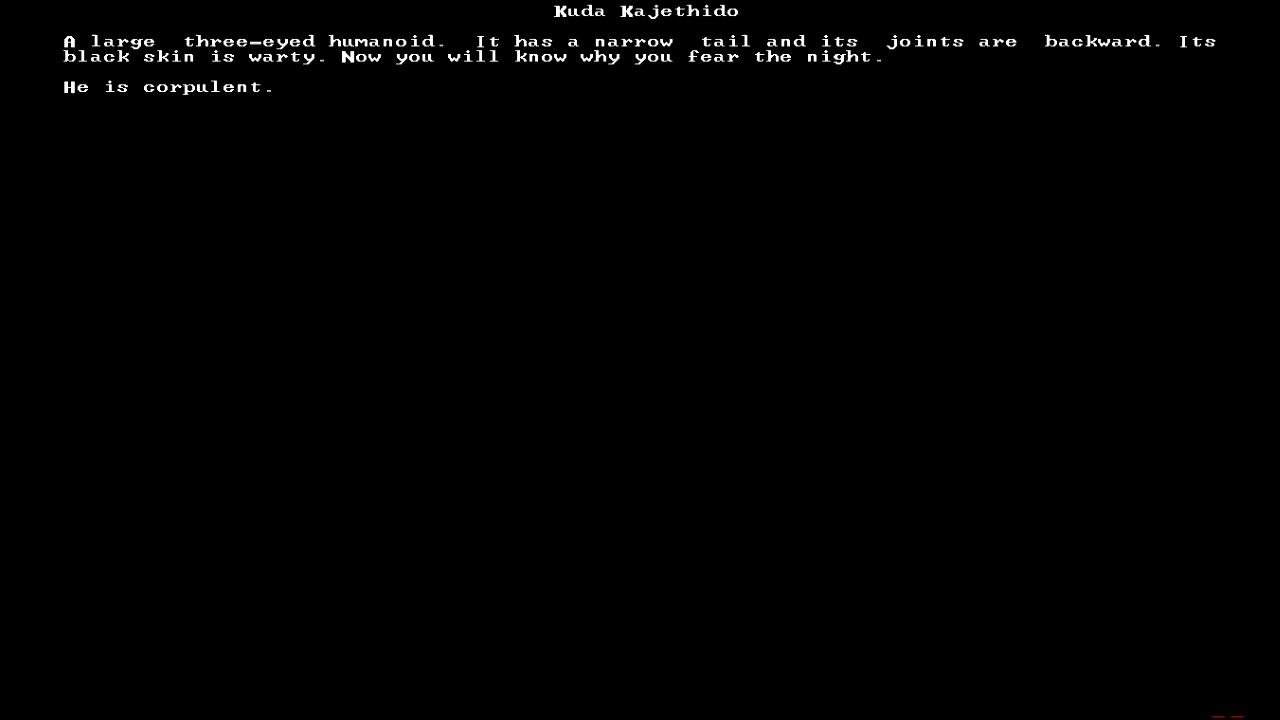 Kuda Kajethido
A large  three-eyed humanoid.  It has a narrow  tail and its  joints are  backward. Its
black skin is warty. Now you will know why you fear the night.
He is corpulent.